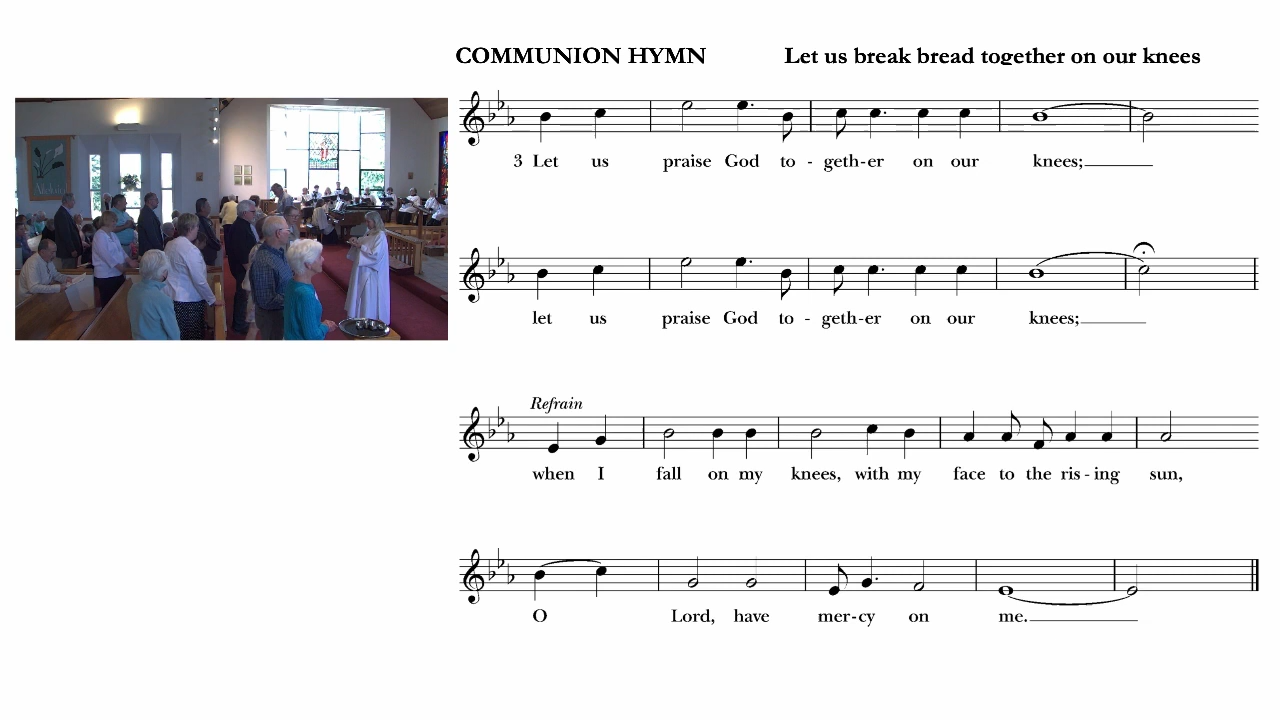 COMMUNION HYMN Let us break bread together on our knees
3 Let us praise God to - geth-er on our knees;
let us praise God to - geth-er on our knees;
Refrain
when I fall on my knees, with my face to the ris - ing sun,
O Lord, have mer-cy on me.
Alleluia